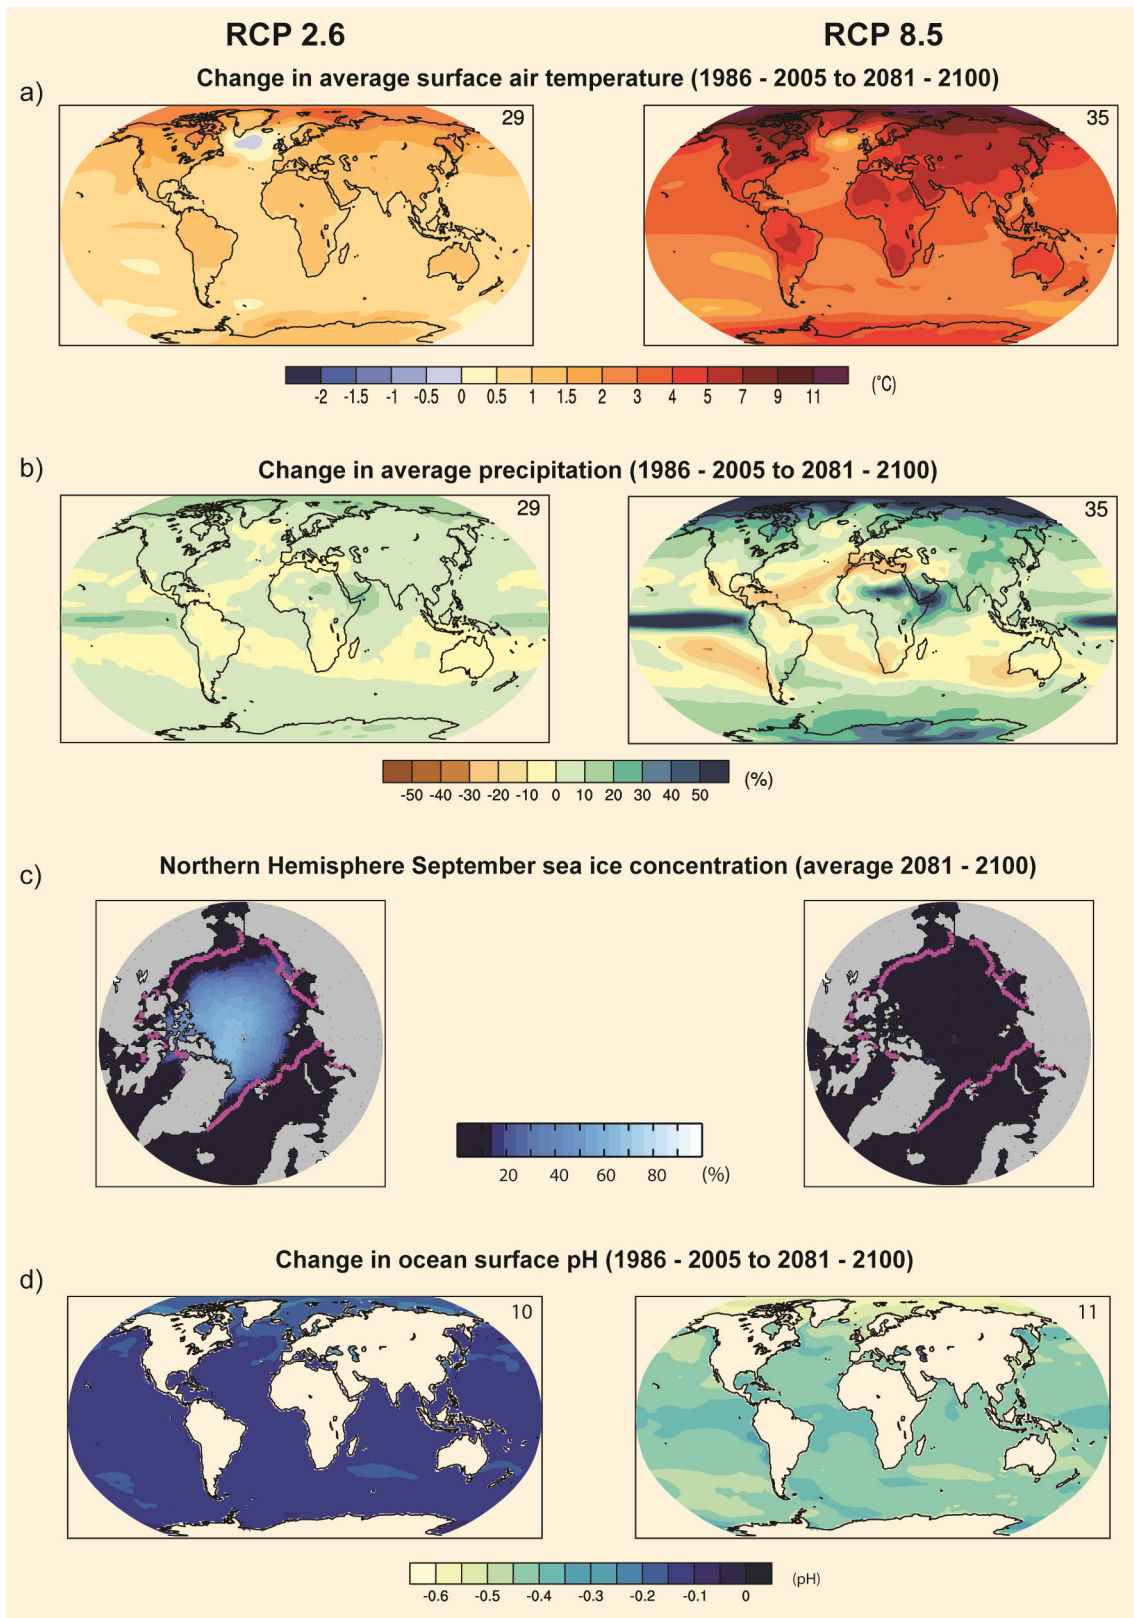 RCP 2.6
RCP 8.5
Change in average surface air temperature (1986 - 2005 to 2081 - 2100)
a)
29
35
-2 -1.5 -1 -0.5 0 0.5 1 1.5 2 3 4 5 7 9 11
(°C)
b)
Change in average precipitation (1986 - 2005 to 2081 - 2100)
29
35
-50 -40 -30 -20 -10 0 10 20 30 40 50
(%)
Northern Hemisphere September sea ice concentration (average 2081 - 2100)
c)
20 40 60 80 (%)
Change in ocean surface pH (1986 - 2005 to 2081 - 2100)
d)
10
11
-0.6 -0.5 -0.4 -0.3 -0.2 -0.1 0
(pH)